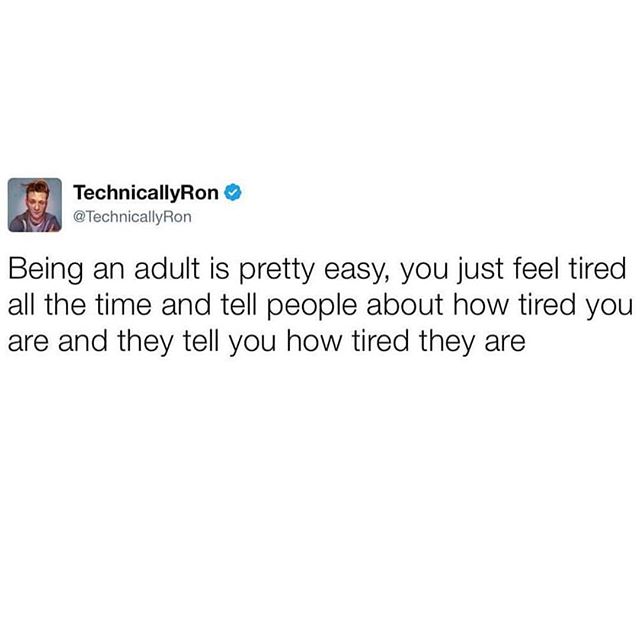 TechnicallyRon
@TechnicallyRon
Being an adult is pretty easy, you just feel tired
all the time and tell people about how tired you
are and they tell you how tired they are